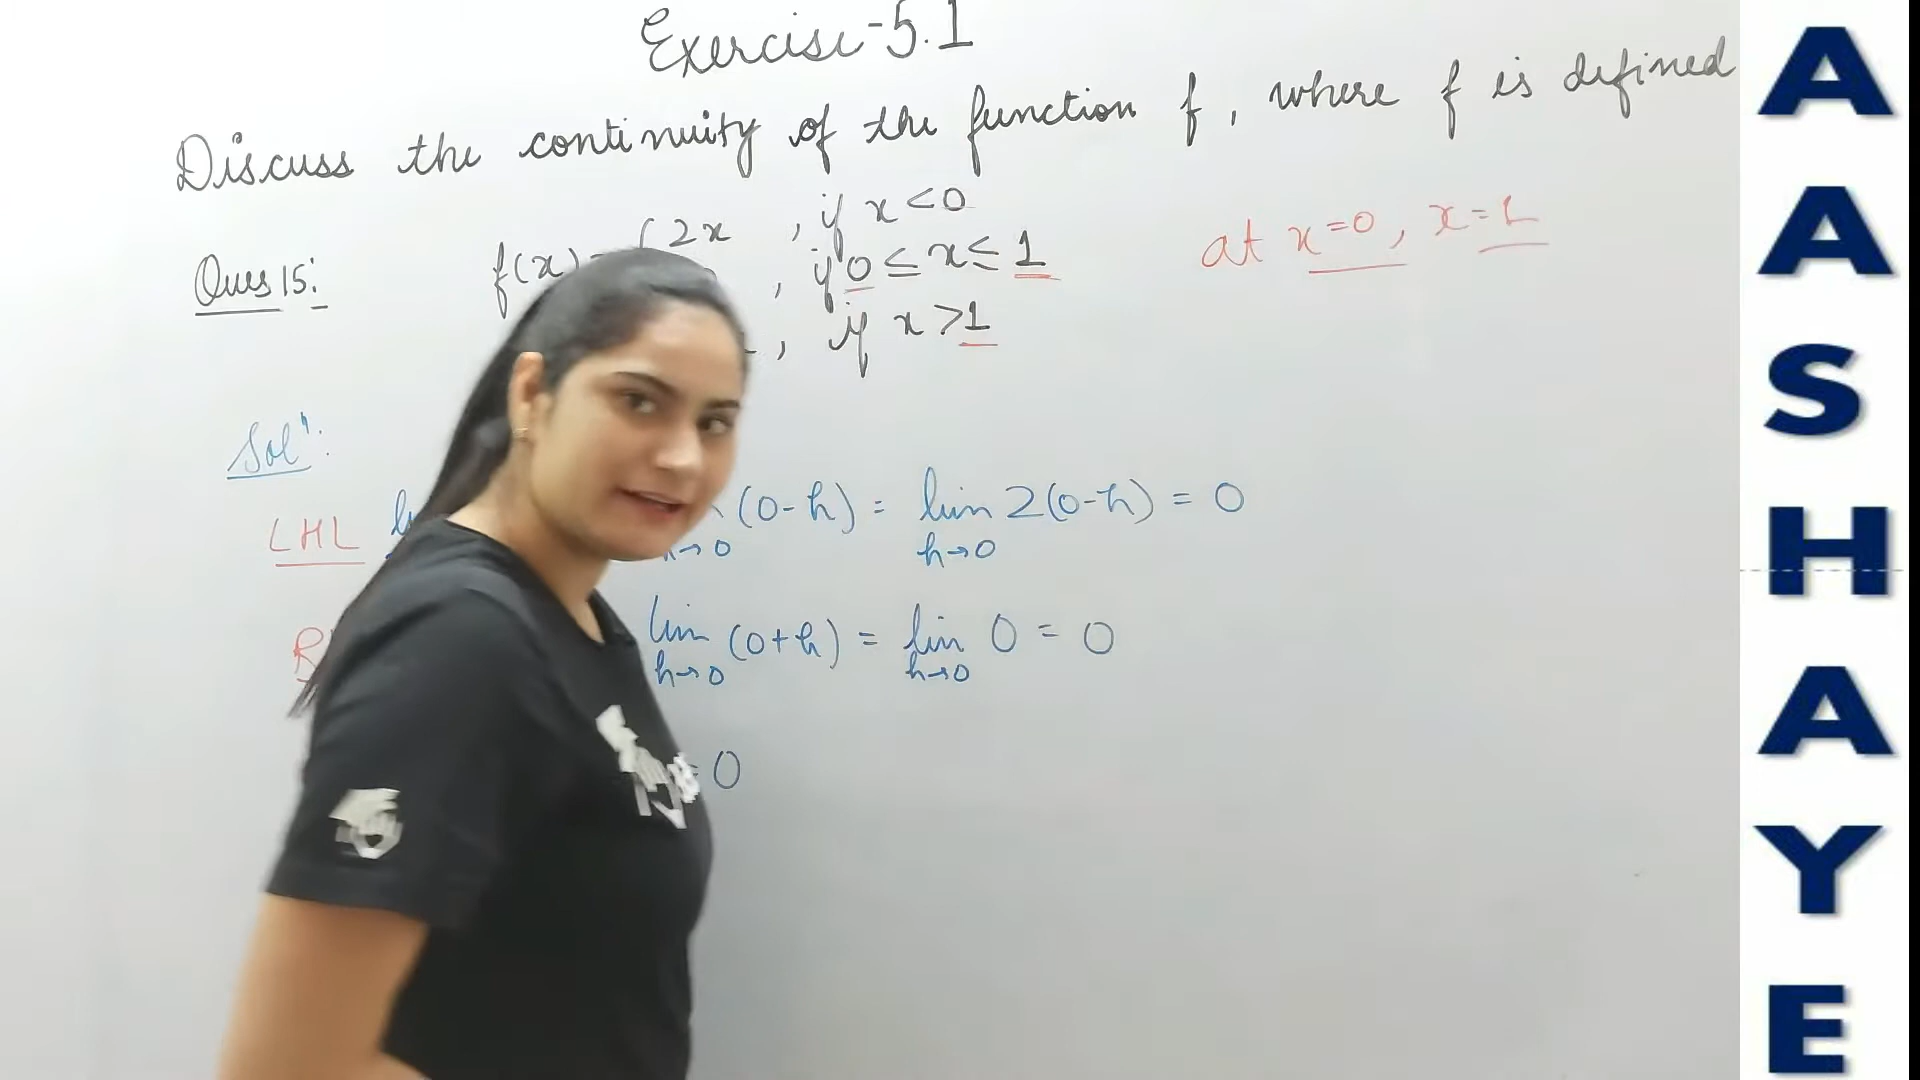 Exercise-5.1
Discuss the continuity of the function f, where f is defined
Ques 15: f(x) = { 2x , if x<0
, if 0≤x≤1
, if x>1
at x=0, x=1
Solⁿ:
LHL (0-h) = lim 2(0-h) = 0
h→0 h→0
lim (0+h) = lim 0 = 0
h→0 h→0
= 0
AASHAYE